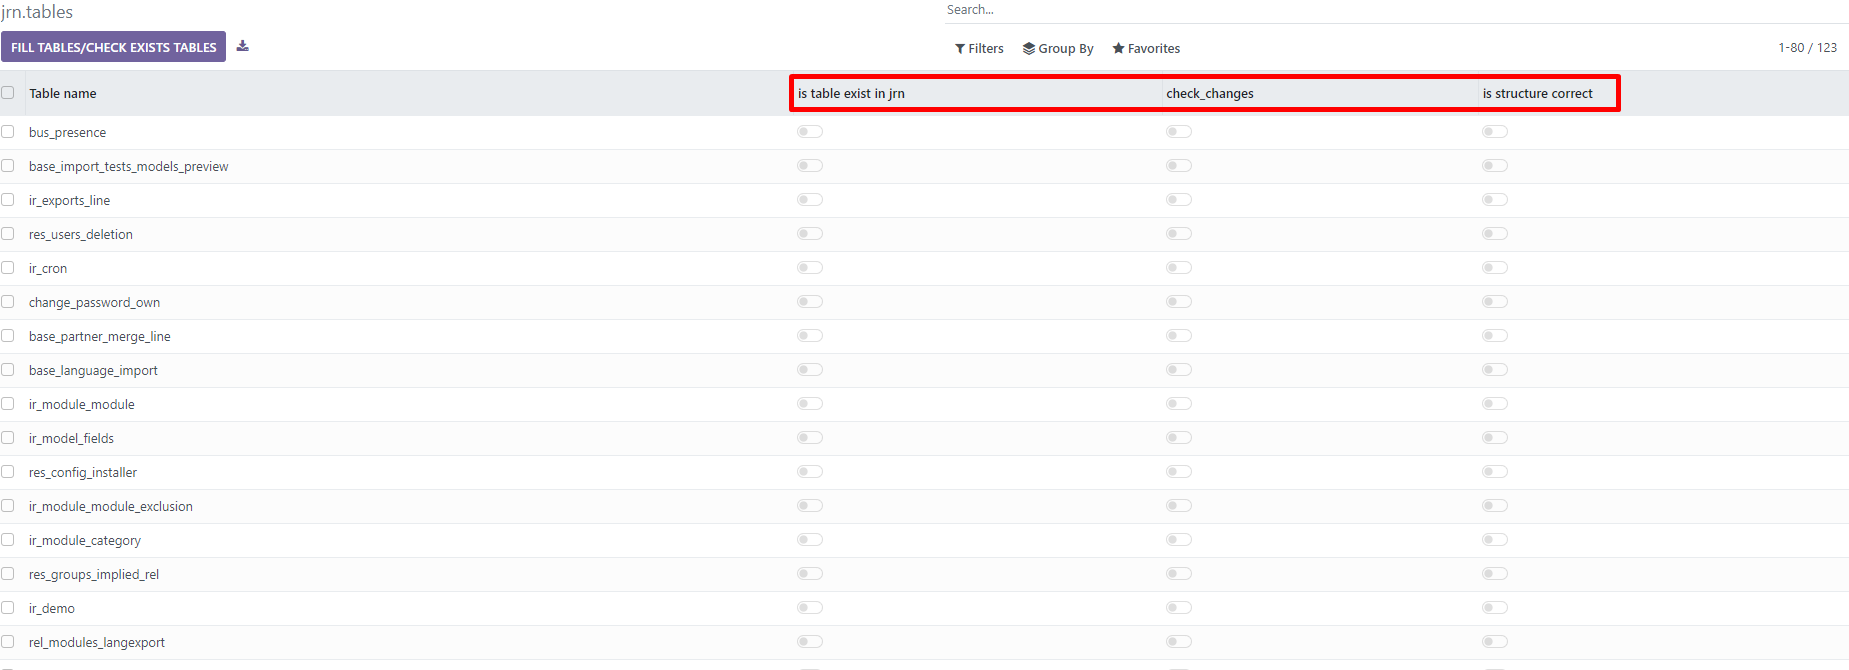 jrn.tables
Search...
FILL TABLES/CHECK EXISTS TABLES
Filters Group By Favorites
1-80 / 123
Table name is table exist in jrn check_changes is structure correct
bus_presence
base_import_tests_models_preview
ir_exports_line
res_users_deletion
ir_cron
change_password_own
base_partner_merge_line
base_language_import
ir_module_module
ir_model_fields
res_config_installer
ir_module_module_exclusion
ir_module_category
res_groups_implied_rel
ir_demo
rel_modules_langexport